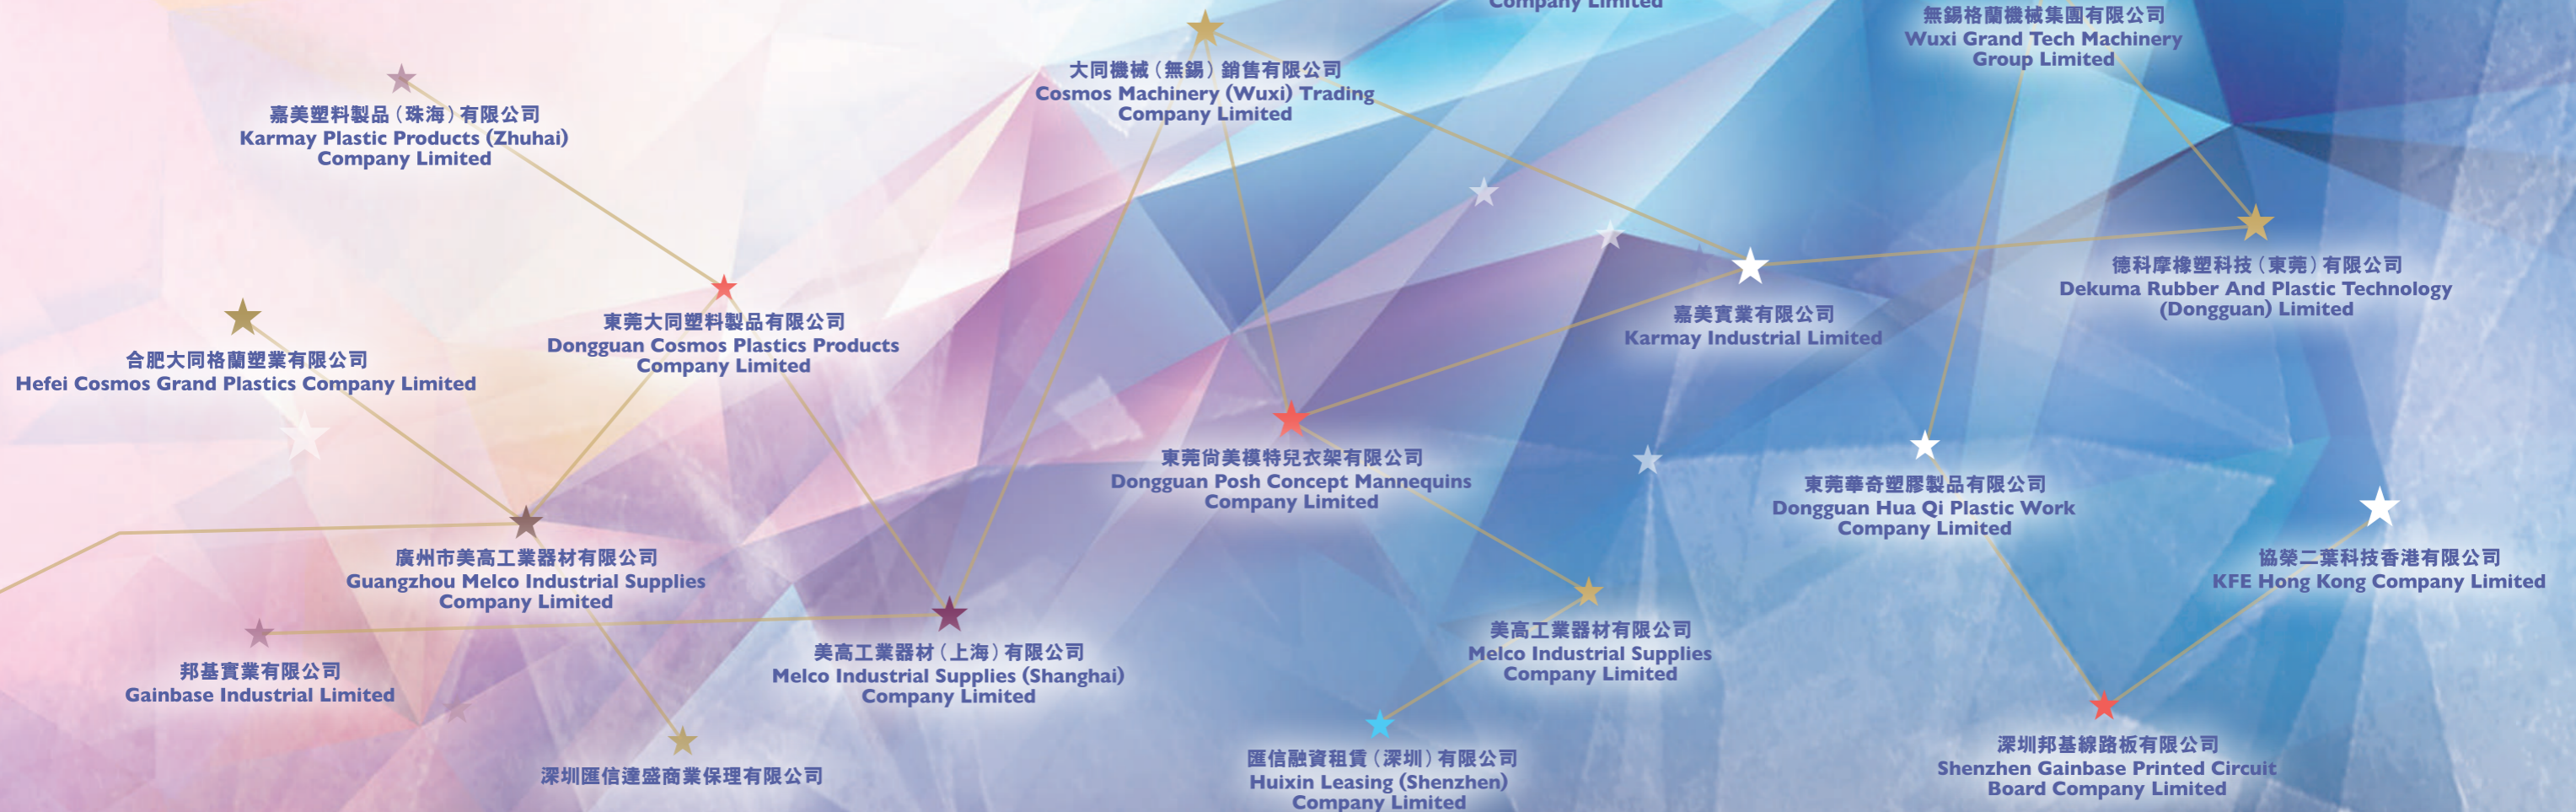 Company Limited
無錫格蘭機械集團有限公司
Wuxi Grand Tech Machinery
Group Limited
大同機械（無錫）銷售有限公司
Cosmos Machinery (Wuxi) Trading
Company Limited
嘉美塑料製品（珠海）有限公司
Karmay Plastic Products (Zhuhai)
Company Limited
德科摩橡塑科技（東莞）有限公司
Dekuma Rubber And Plastic Technology
(Dongguan) Limited
嘉美實業有限公司
Karmay Industrial Limited
東莞大同塑料製品有限公司
Dongguan Cosmos Plastics Products
Company Limited
合肥大同格蘭塑業有限公司
Hefei Cosmos Grand Plastics Company Limited
東莞尙美模特兒衣架有限公司
Dongguan Posh Concept Mannequins
Company Limited
東莞華奇塑膠製品有限公司
Dongguan Hua Qi Plastic Work
Company Limited
廣州市美高工業器材有限公司
Guangzhou Melco Industrial Supplies
Company Limited
協榮二葉科技香港有限公司
KFE Hong Kong Company Limited
美高工業器材有限公司
Melco Industrial Supplies
Company Limited
美高工業器材（上海）有限公司
Melco Industrial Supplies (Shanghai)
Company Limited
邦基實業有限公司
Gainbase Industrial Limited
深圳匯信達盛商業保理有限公司
匯信融資租賃（深圳）有限公司
Huixin Leasing (Shenzhen)
Company Limited
深圳邦基線路板有限公司
Shenzhen Gainbase Printed Circuit
Board Company Limited